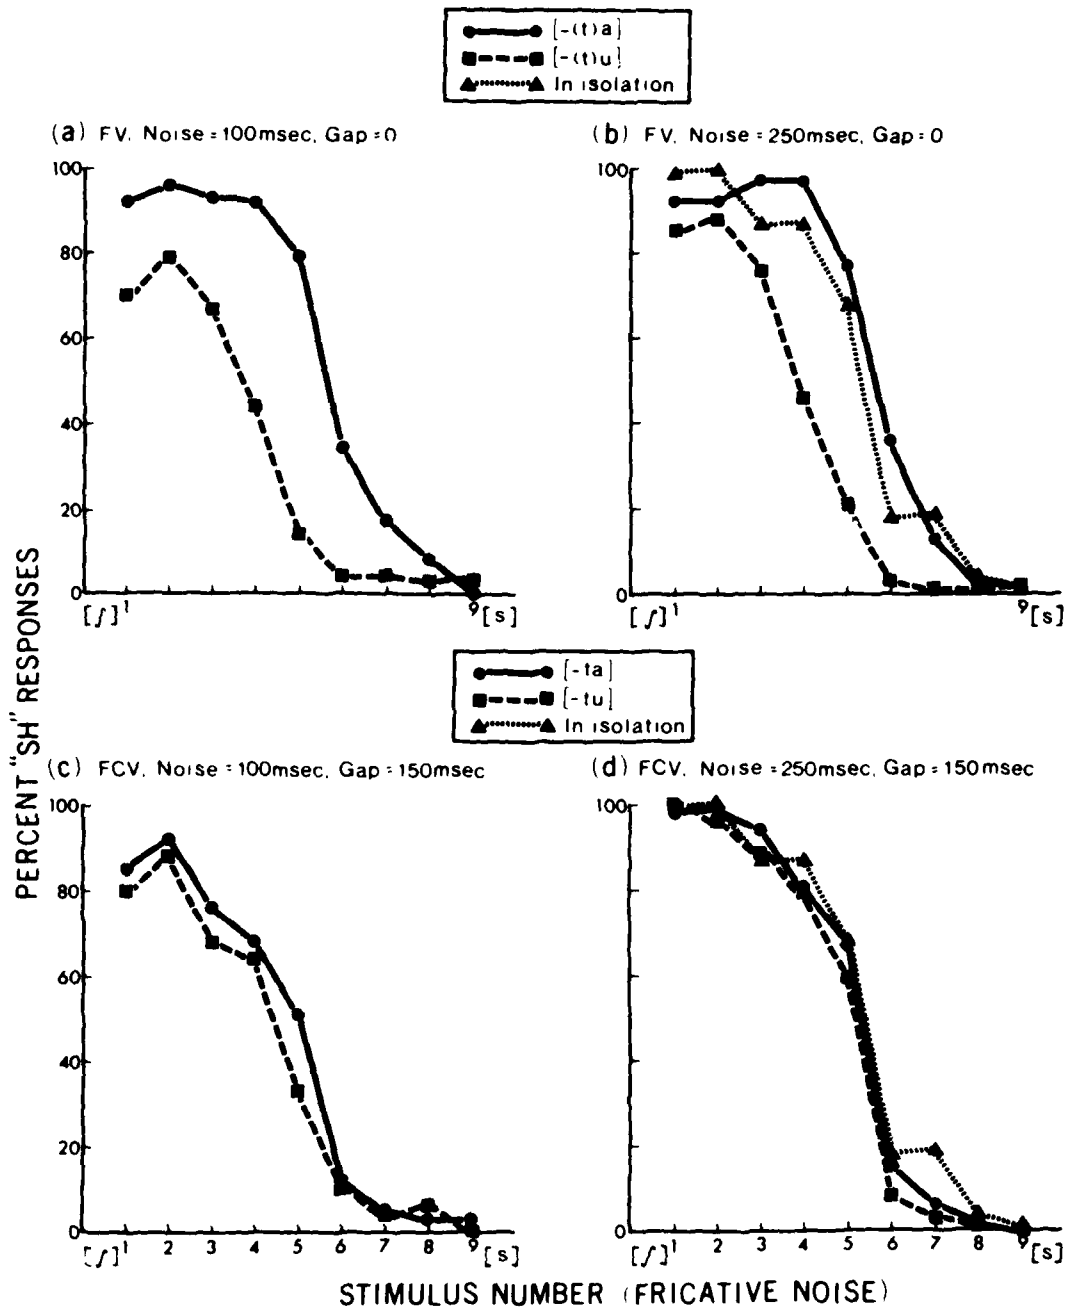 [-(t)a]
[-(t)u]
In isolation
(a) FV, Noise=100msec, Gap=0
(b) FV, Noise=250msec, Gap=0
100
80
60
40
20
0
[ʃ]1
9[s]
100
0
[ʃ]1
9[s]
[-ta]
[-tu]
In isolation
(c) FCV, Noise=100msec, Gap=150msec
(d) FCV, Noise=250msec, Gap=150msec
100
80
60
40
20
0
[ʃ]1 2 3 4 5 6 7 8 9[s]
100
0
[ʃ]1 2 3 4 5 6 7 8 9[s]
PERCENT "SH" RESPONSES
STIMULUS NUMBER (FRICATIVE NOISE)